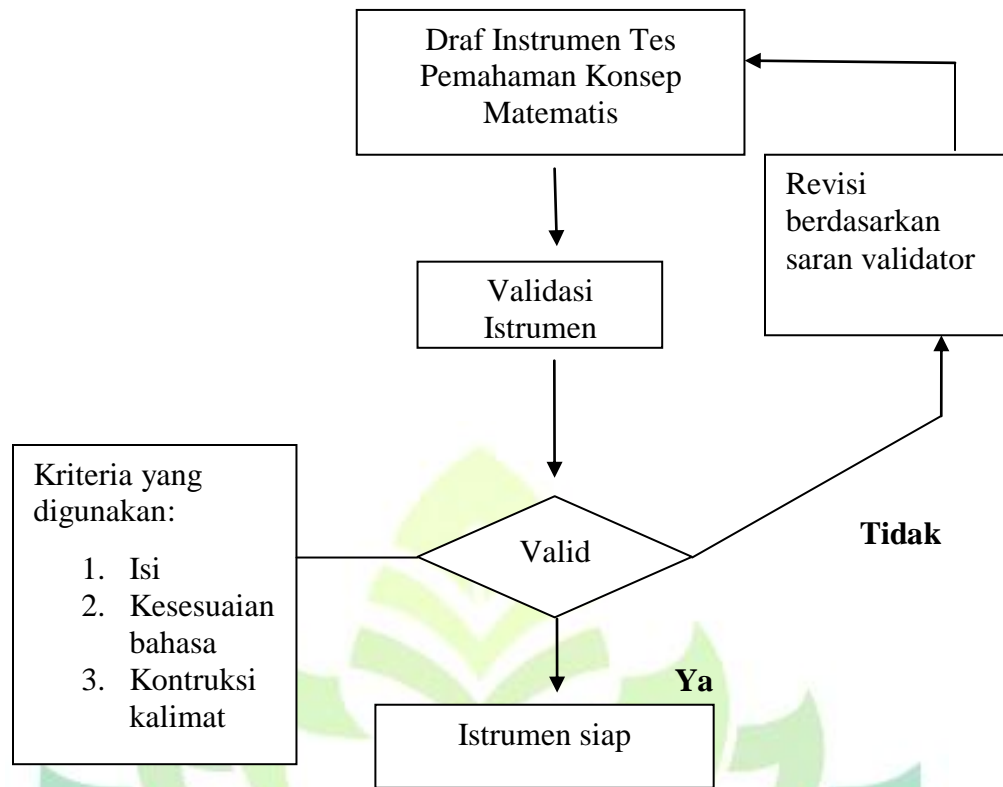 Draf Instrumen Tes
Pemahaman Konsep
Matematis
Revisi
berdasarkan
saran validator
Validasi
Istrumen
Kriteria yang
digunakan:
1. Isi
2. Kesesuaian
bahasa
3. Kontruksi
kalimat
Valid
Tidak
Ya
Istrumen siap